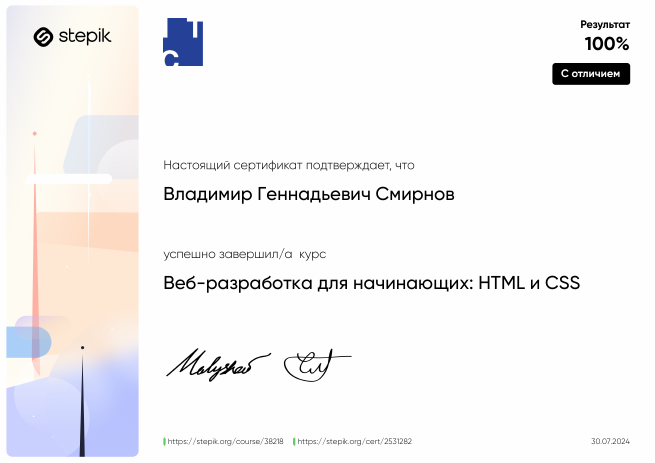 stepik
Результат
100%
С отличием
Настоящий сертификат подтверждает, что
Владимир Геннадьевич Смирнов
успешно завершил/а курс
Веб-разработка для начинающих: HTML и CSS
Malyshev
https://stepik.org/course/38218 https://stepik.org/cert/2531282 30.07.2024